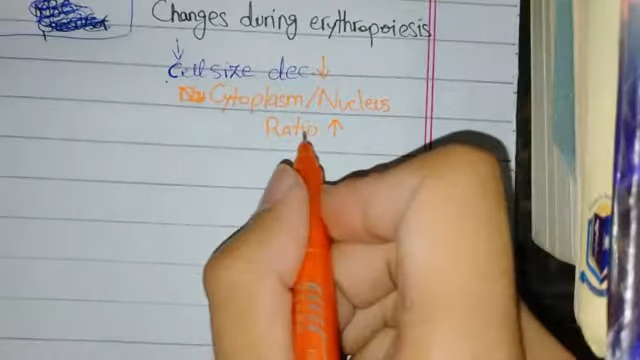 Changes during erythropoiesis
↓
Cell size dec ↓
Cytoplasm/Nucleus
Ratio ↑